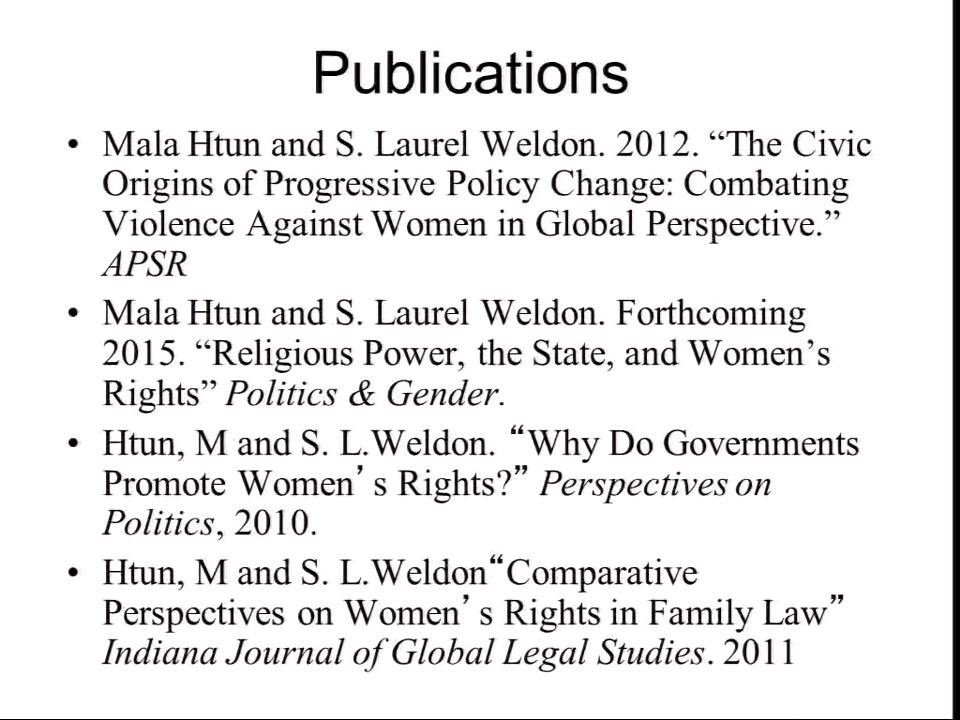 Publications
• Mala Htun and S. Laurel Weldon. 2012. “The Civic
Origins of Progressive Policy Change: Combating
Violence Against Women in Global Perspective.”
APSR
• Mala Htun and S. Laurel Weldon. Forthcoming
2015. “Religious Power, the State, and Women’s
Rights” Politics & Gender.
• Htun, M and S. L.Weldon. “Why Do Governments
Promote Women’s Rights?” Perspectives on
Politics, 2010.
• Htun, M and S. L.Weldon“Comparative
Perspectives on Women’s Rights in Family Law”
Indiana Journal of Global Legal Studies. 2011